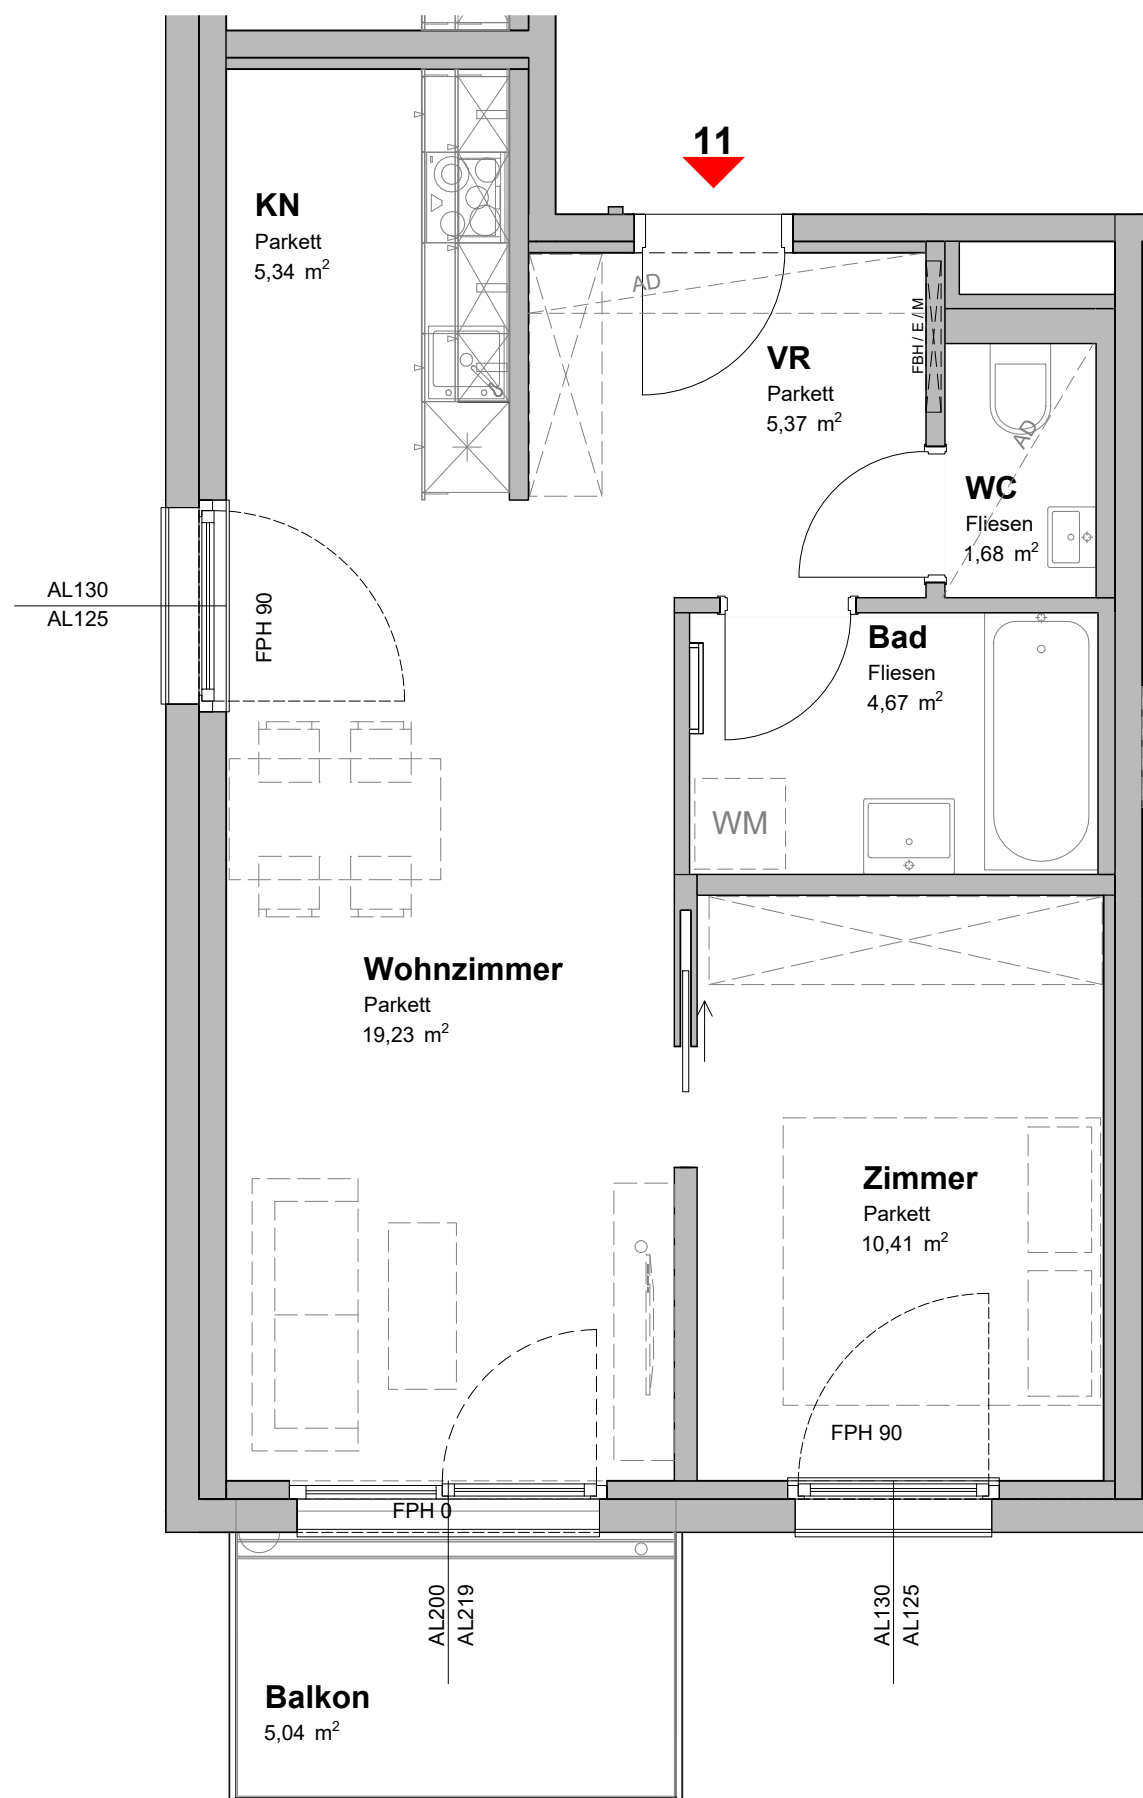 11
KN
Parkett
5,34 m²
AD
VR
Parkett
5,37 m²
FBH / E / M
AD
WC
Fliesen
1,68 m²
AL130
AL125
FPH 90
Bad
Fliesen
4,67 m²
WM
Wohnzimmer
Parkett
19,23 m²
Zimmer
Parkett
10,41 m²
FPH 90
FPH 0
AL200
AL219
AL130
AL125
Balkon
5,04 m²